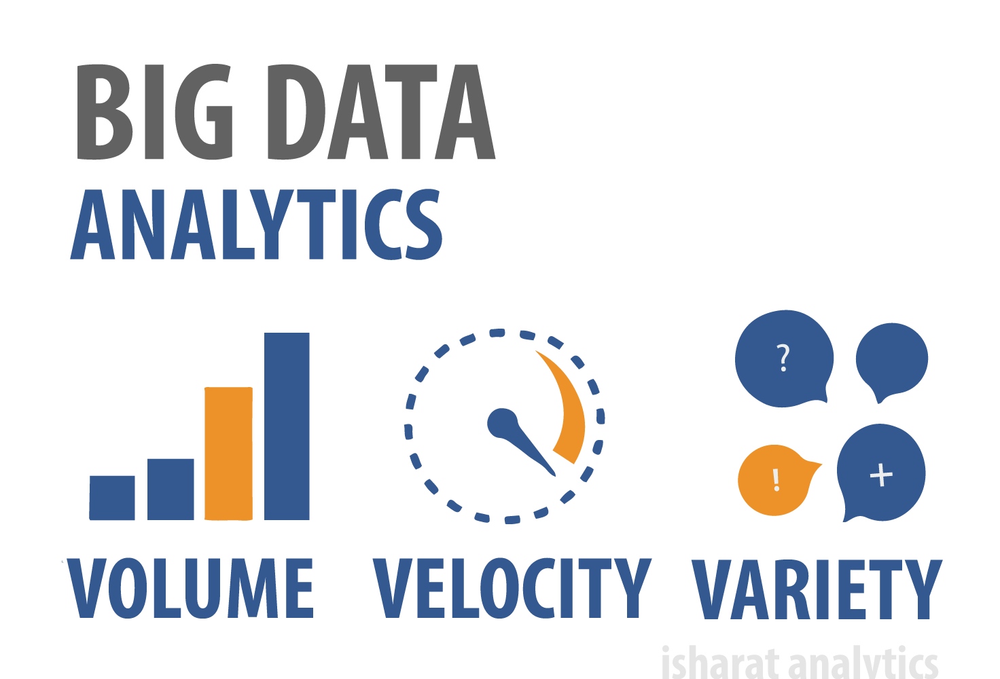 BIG DATA
ANALYTICS
?
!
+
VOLUME
VELOCITY
VARIETY
isharat analytics